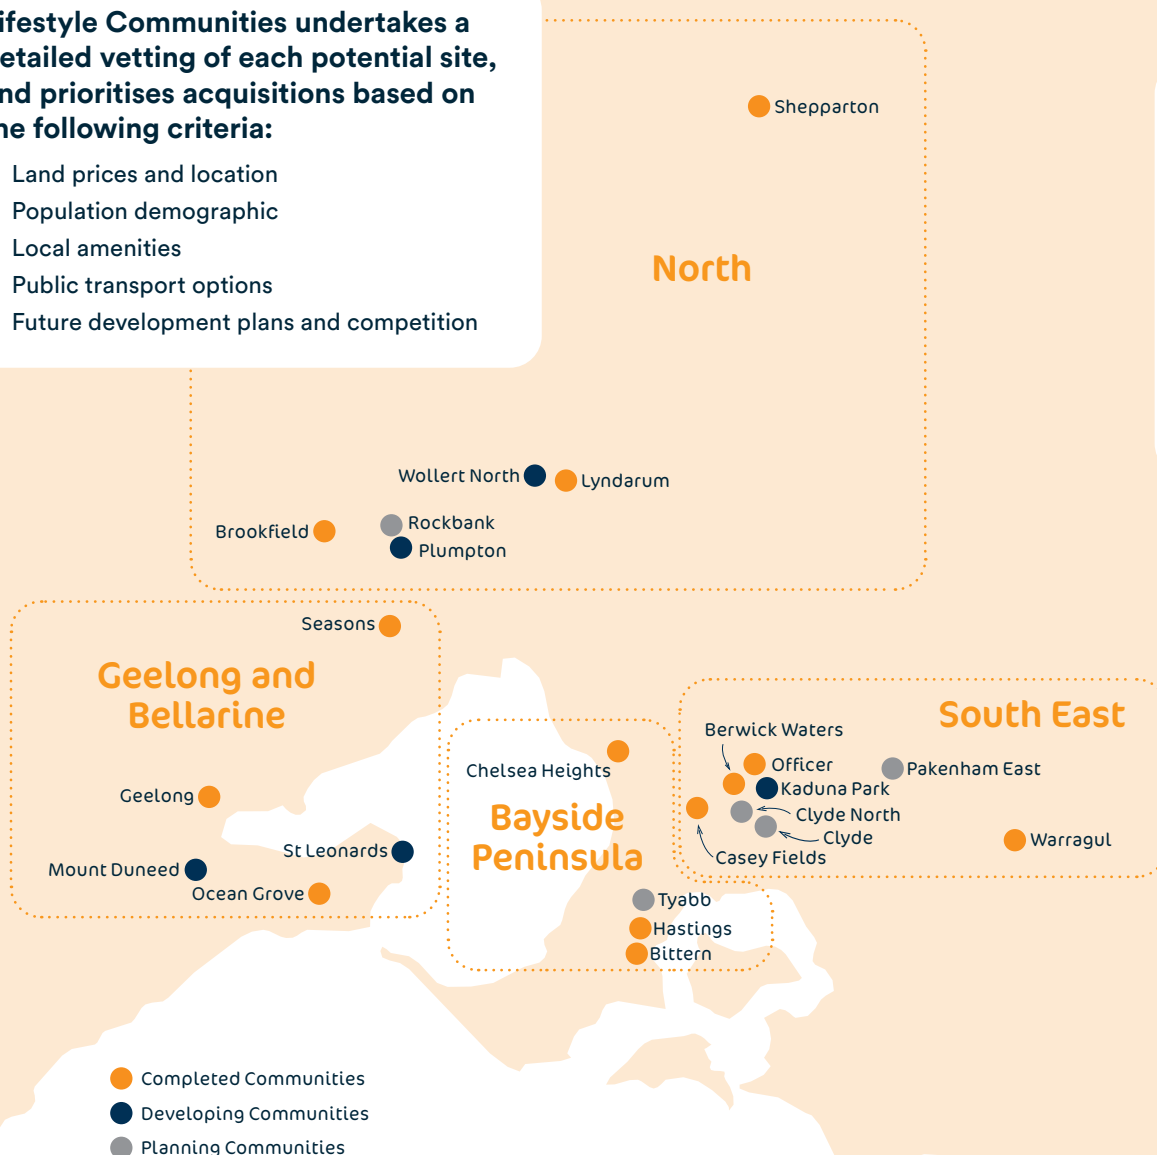 ifestyle Communities undertakes a
etailed vetting of each potential site,
nd prioritises acquisitions based on
he following criteria:
Land prices and location
Population demographic
Local amenities
Public transport options
Future development plans and competition
Shepparton
North
Wollert North
Lyndarum
Brookfield
Rockbank
Plumpton
Seasons
Geelong and
Bellarine
Geelong
St Leonards
Mount Duneed
Ocean Grove
Chelsea Heights
Bayside
Peninsula
Tyabb
Hastings
Bittern
South East
Berwick Waters
Officer
Pakenham East
Kaduna Park
Clyde North
Clyde
Casey Fields
Warragul
Completed Communities
Developing Communities
Planning Communities